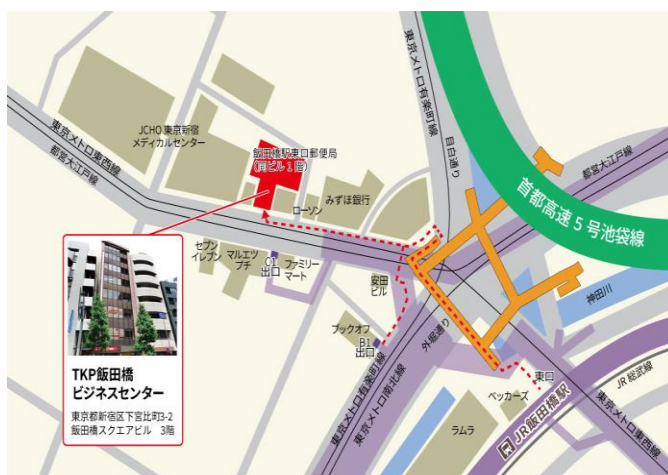 東京メトロ有楽町線
目白通り
JCHO 東京新宿
メディカルセンター
東京メトロ東西線
都営大江戸線
飯田橋駅東口郵便局
(同ビル1階)
みずほ銀行
ローソン
都営大江戸線
首都高速5号池袋線
セブン
イレブン
マルエツ
プチ
C1
出口
ファミリー
マート
安田
ビル
神田川
外堀通り
ブックオフ
B1
出口
東口
ベッカーズ
JR 総武線
JR飯田橋駅
東京メトロ有楽町線
東京メトロ南北線
ラムラ
東京メトロ東西線
TKP飯田橋
ビジネスセンター
東京都新宿区下宮比町3-2
飯田橋スクエアビル 3階